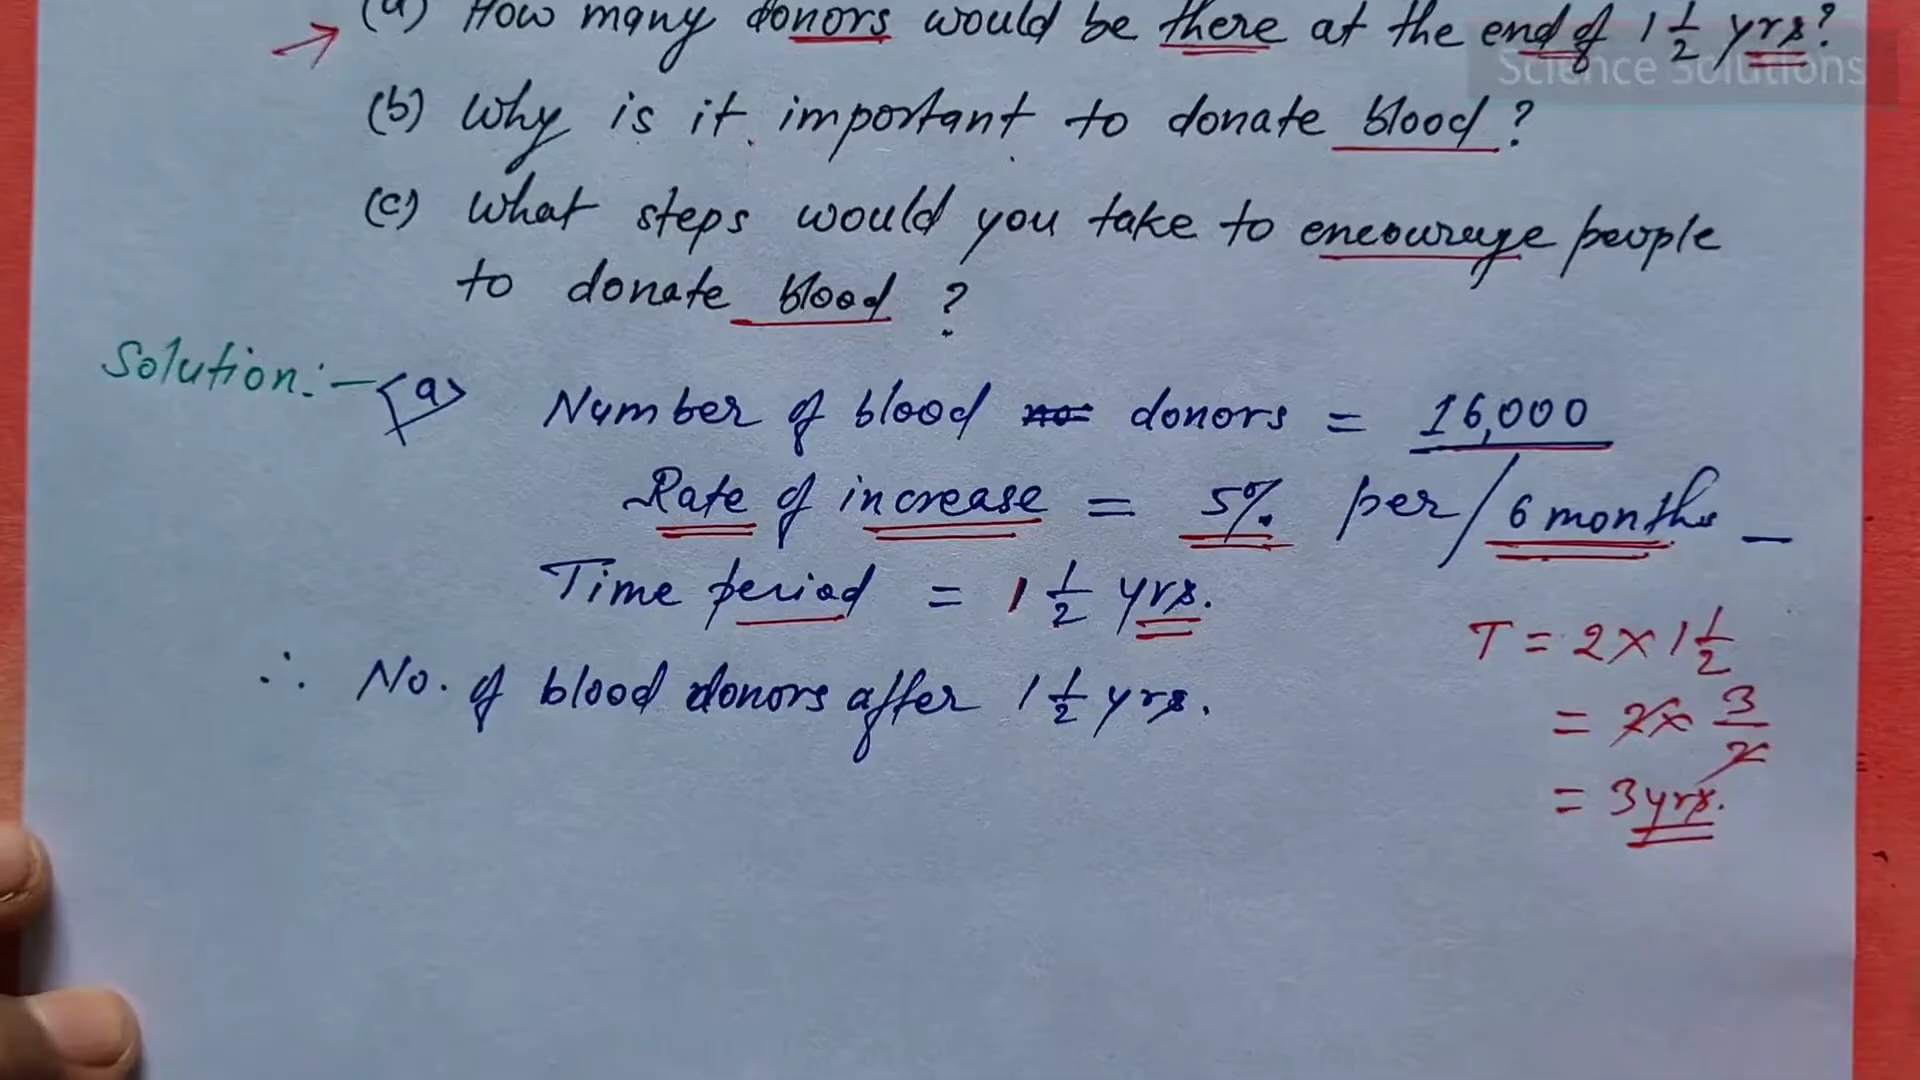 (a) How many donors would be there at the end of 1 1/2 yrs?
Science Solutions
(b) Why is it important to donate blood?
(c) What steps would you take to encourage people
to donate blood ?
Solution:- (a) Number of blood donors = 16,000
Rate of increase = 5% per / 6 months
Time period = 1 1/2 yrs.
∴ No. of blood donors after 1 1/2 yrs.
T = 2 × 1 1/2
= 2 × 3/2
= 3 yrs.